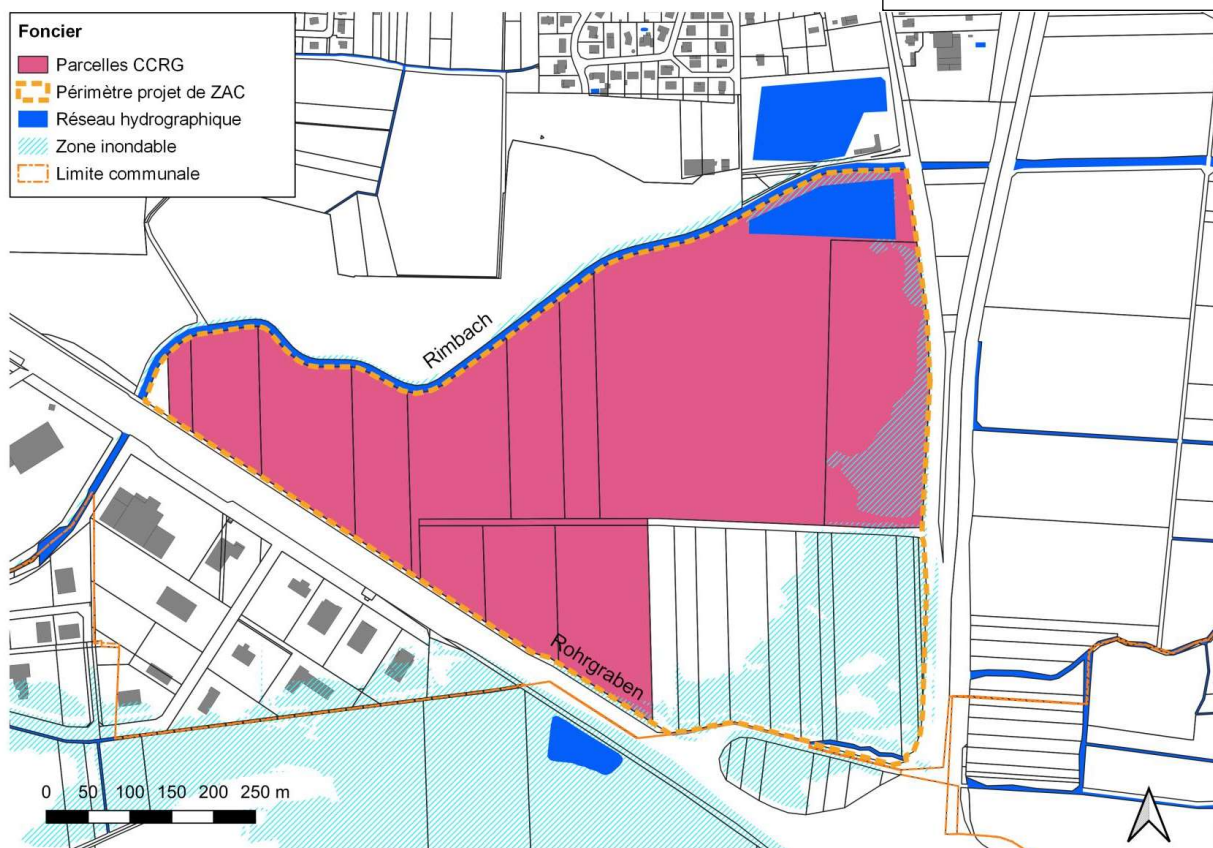 Foncier
Parcelles CCRG
Périmètre projet de ZAC
Réseau hydrographique
Zone inondable
Limite communale
Rimbach
Rohrgraben
0 50 100 150 200 250 m